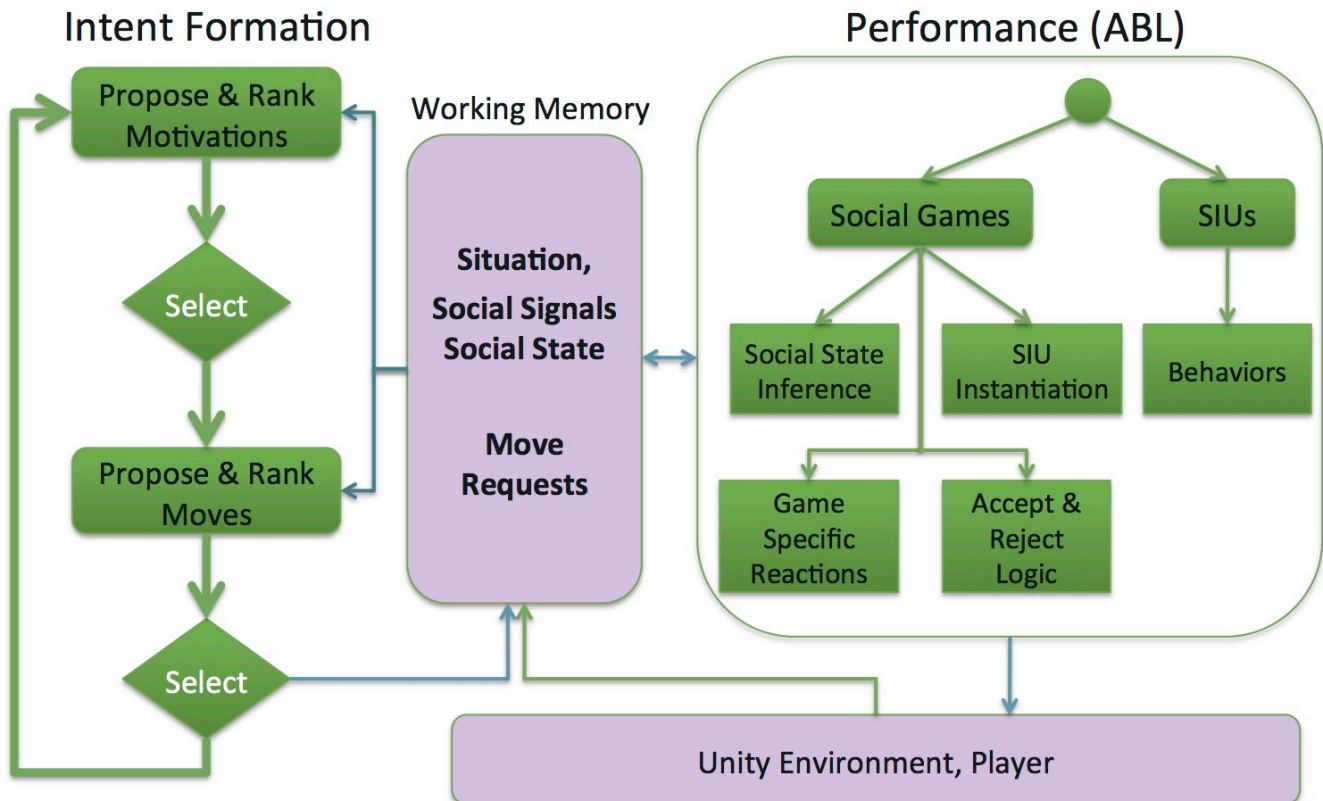 Intent Formation
Propose & Rank
Motivations
Select
Propose & Rank
Moves
Select
Working Memory
Situation,
Social Signals
Social State
Move
Requests
Performance (ABL)
Social Games
SIUs
Social State
Inference
SIU
Instantiation
Behaviors
Game
Specific
Reactions
Accept &
Reject
Logic
Unity Environment, Player